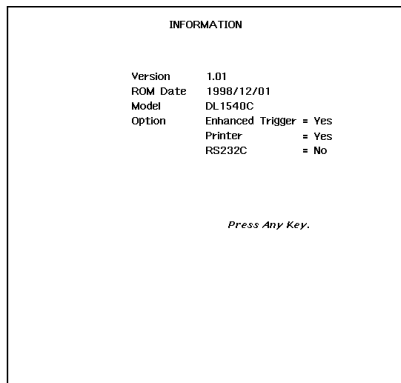 INFORMATION
Version 1.01
ROM Date 1998/12/01
Model DL1540C
Option Enhanced Trigger = Yes
Printer = Yes
RS232C = No
Press Any Key.